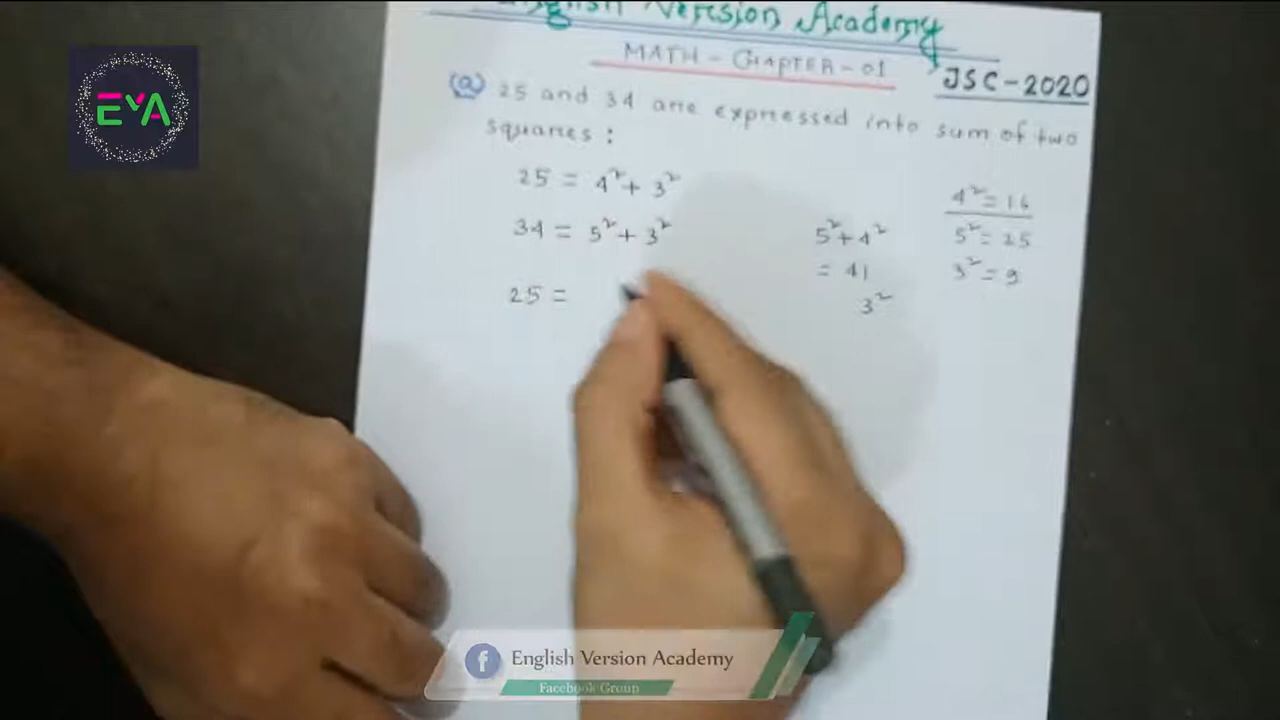 English Version Academy
MATH - CHAPTER - 01
JSC-2020
EYA
(a) 25 and 34 are expressed into sum of two
squares :
25 = 4² + 3²
34 = 5² + 3²
25 =
5² + 4²
= 41
3²
4² = 16
5² = 25
3² = 9
English Version Academy
Facebook Group